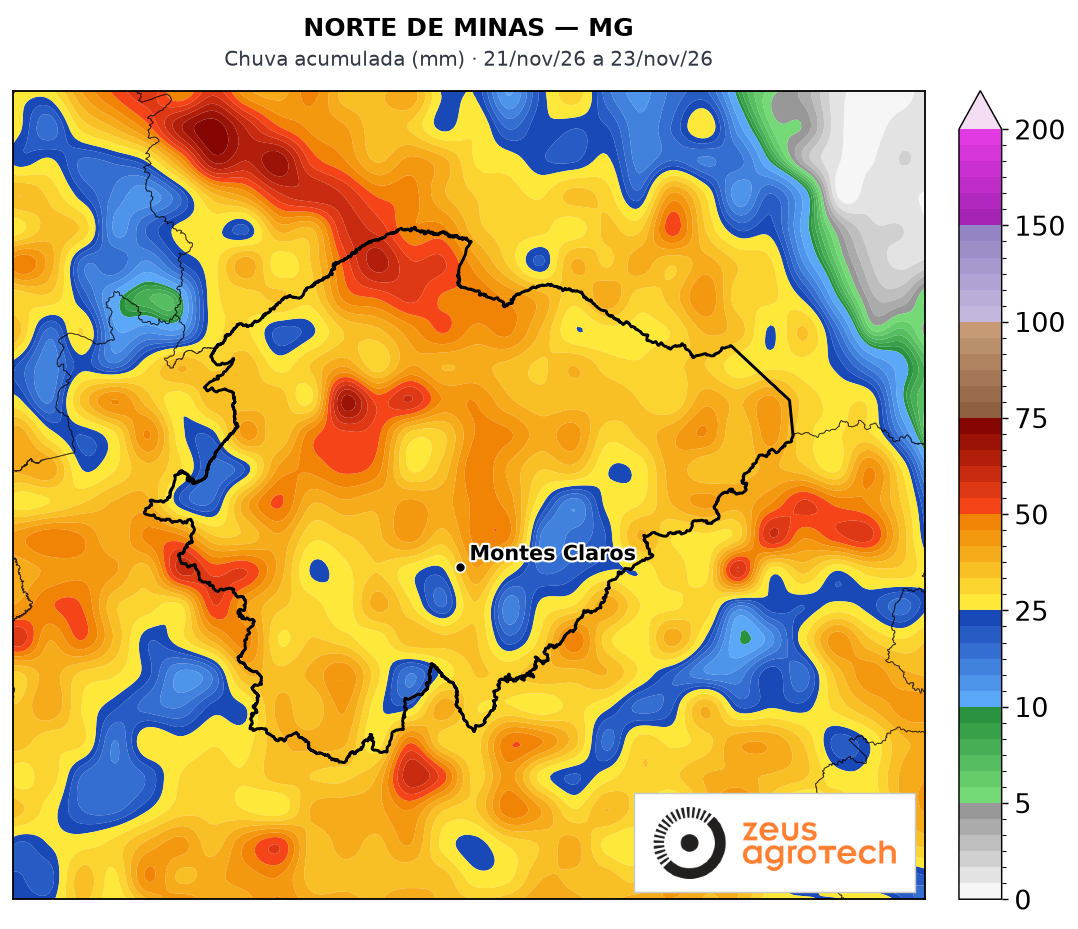 NORTE DE MINAS — MG
Chuva acumulada (mm) · 21/nov/26 a 23/nov/26
200
150
100
75
50
25
10
5
0
Montes Claros
zeus
agrotech